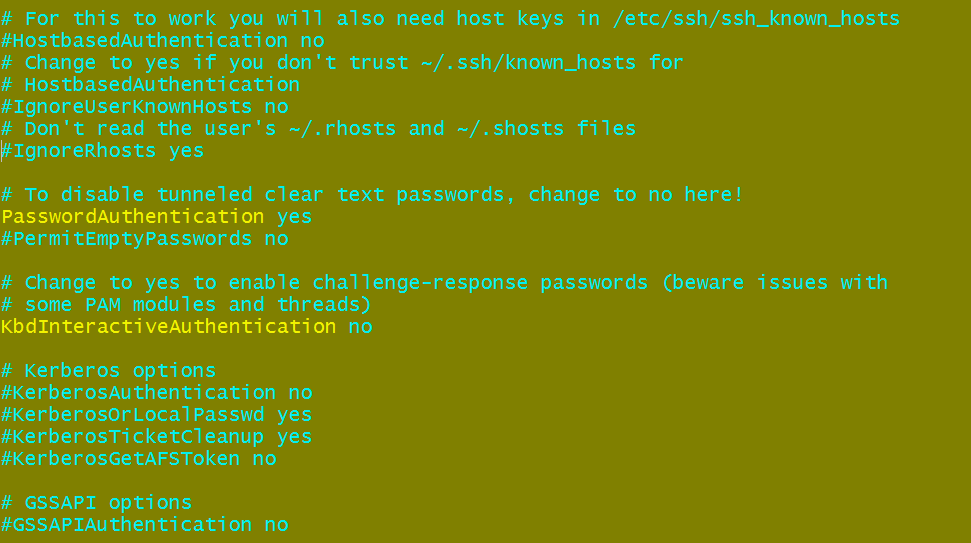 # For this to work you will also need host keys in /etc/ssh/ssh_known_hosts
#HostbasedAuthentication no
# Change to yes if you don't trust ~/.ssh/known_hosts for
# HostbasedAuthentication
#IgnoreUserKnownHosts no
# Don't read the user's ~/.rhosts and ~/.shosts files
#IgnoreRhosts yes

# To disable tunneled clear text passwords, change to no here!
PasswordAuthentication yes
#PermitEmptyPasswords no

# Change to yes to enable challenge-response passwords (beware issues with
# some PAM modules and threads)
KbdInteractiveAuthentication no

# Kerberos options
#KerberosAuthentication no
#KerberosOrLocalPasswd yes
#KerberosTicketCleanup yes
#KerberosGetAFSToken no

# GSSAPI options
#GSSAPIAuthentication no